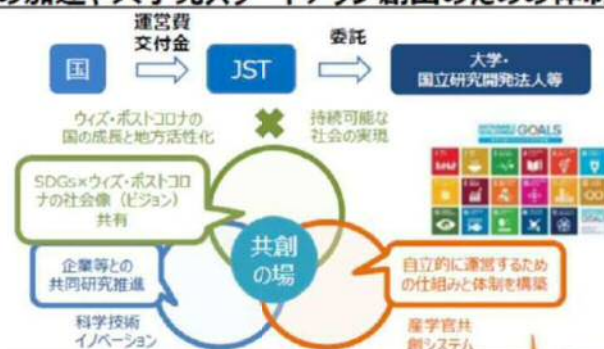 運営費
交付金
委託
国
JST
大学・
国立研究開発法人等
ウィズ・ポストコロナの
国の成長と地方活性化
持続可能な
社会の実現
GOALS
SDGs×ウィズ・ポストコロ
ナの社会像（ビジョン）
共有
共創
の場
企業等との
共同研究推進
自立的に運営するため
の仕組みと体制を構築
科学技術
イノベーション
産学官共
創システム